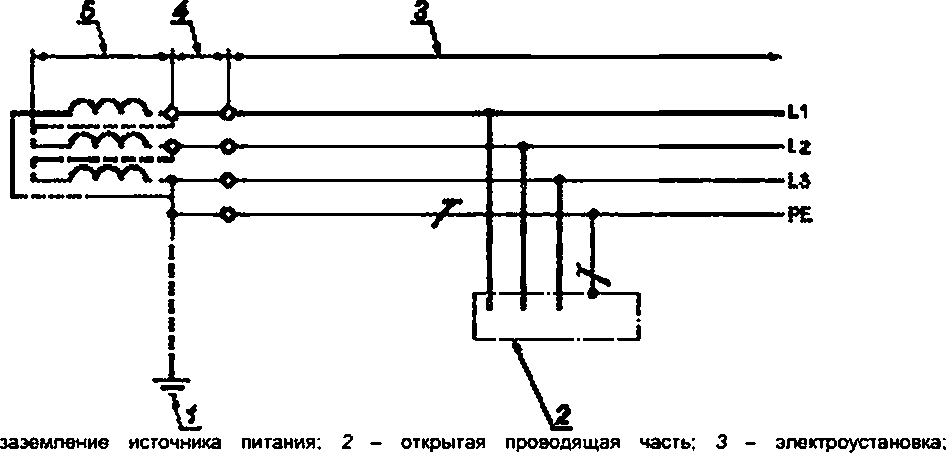 5 4 3
L1
L2
L3
PE
1 2
заземление источника питания; 2 – открытая проводящая часть; 3 – электроустановка;